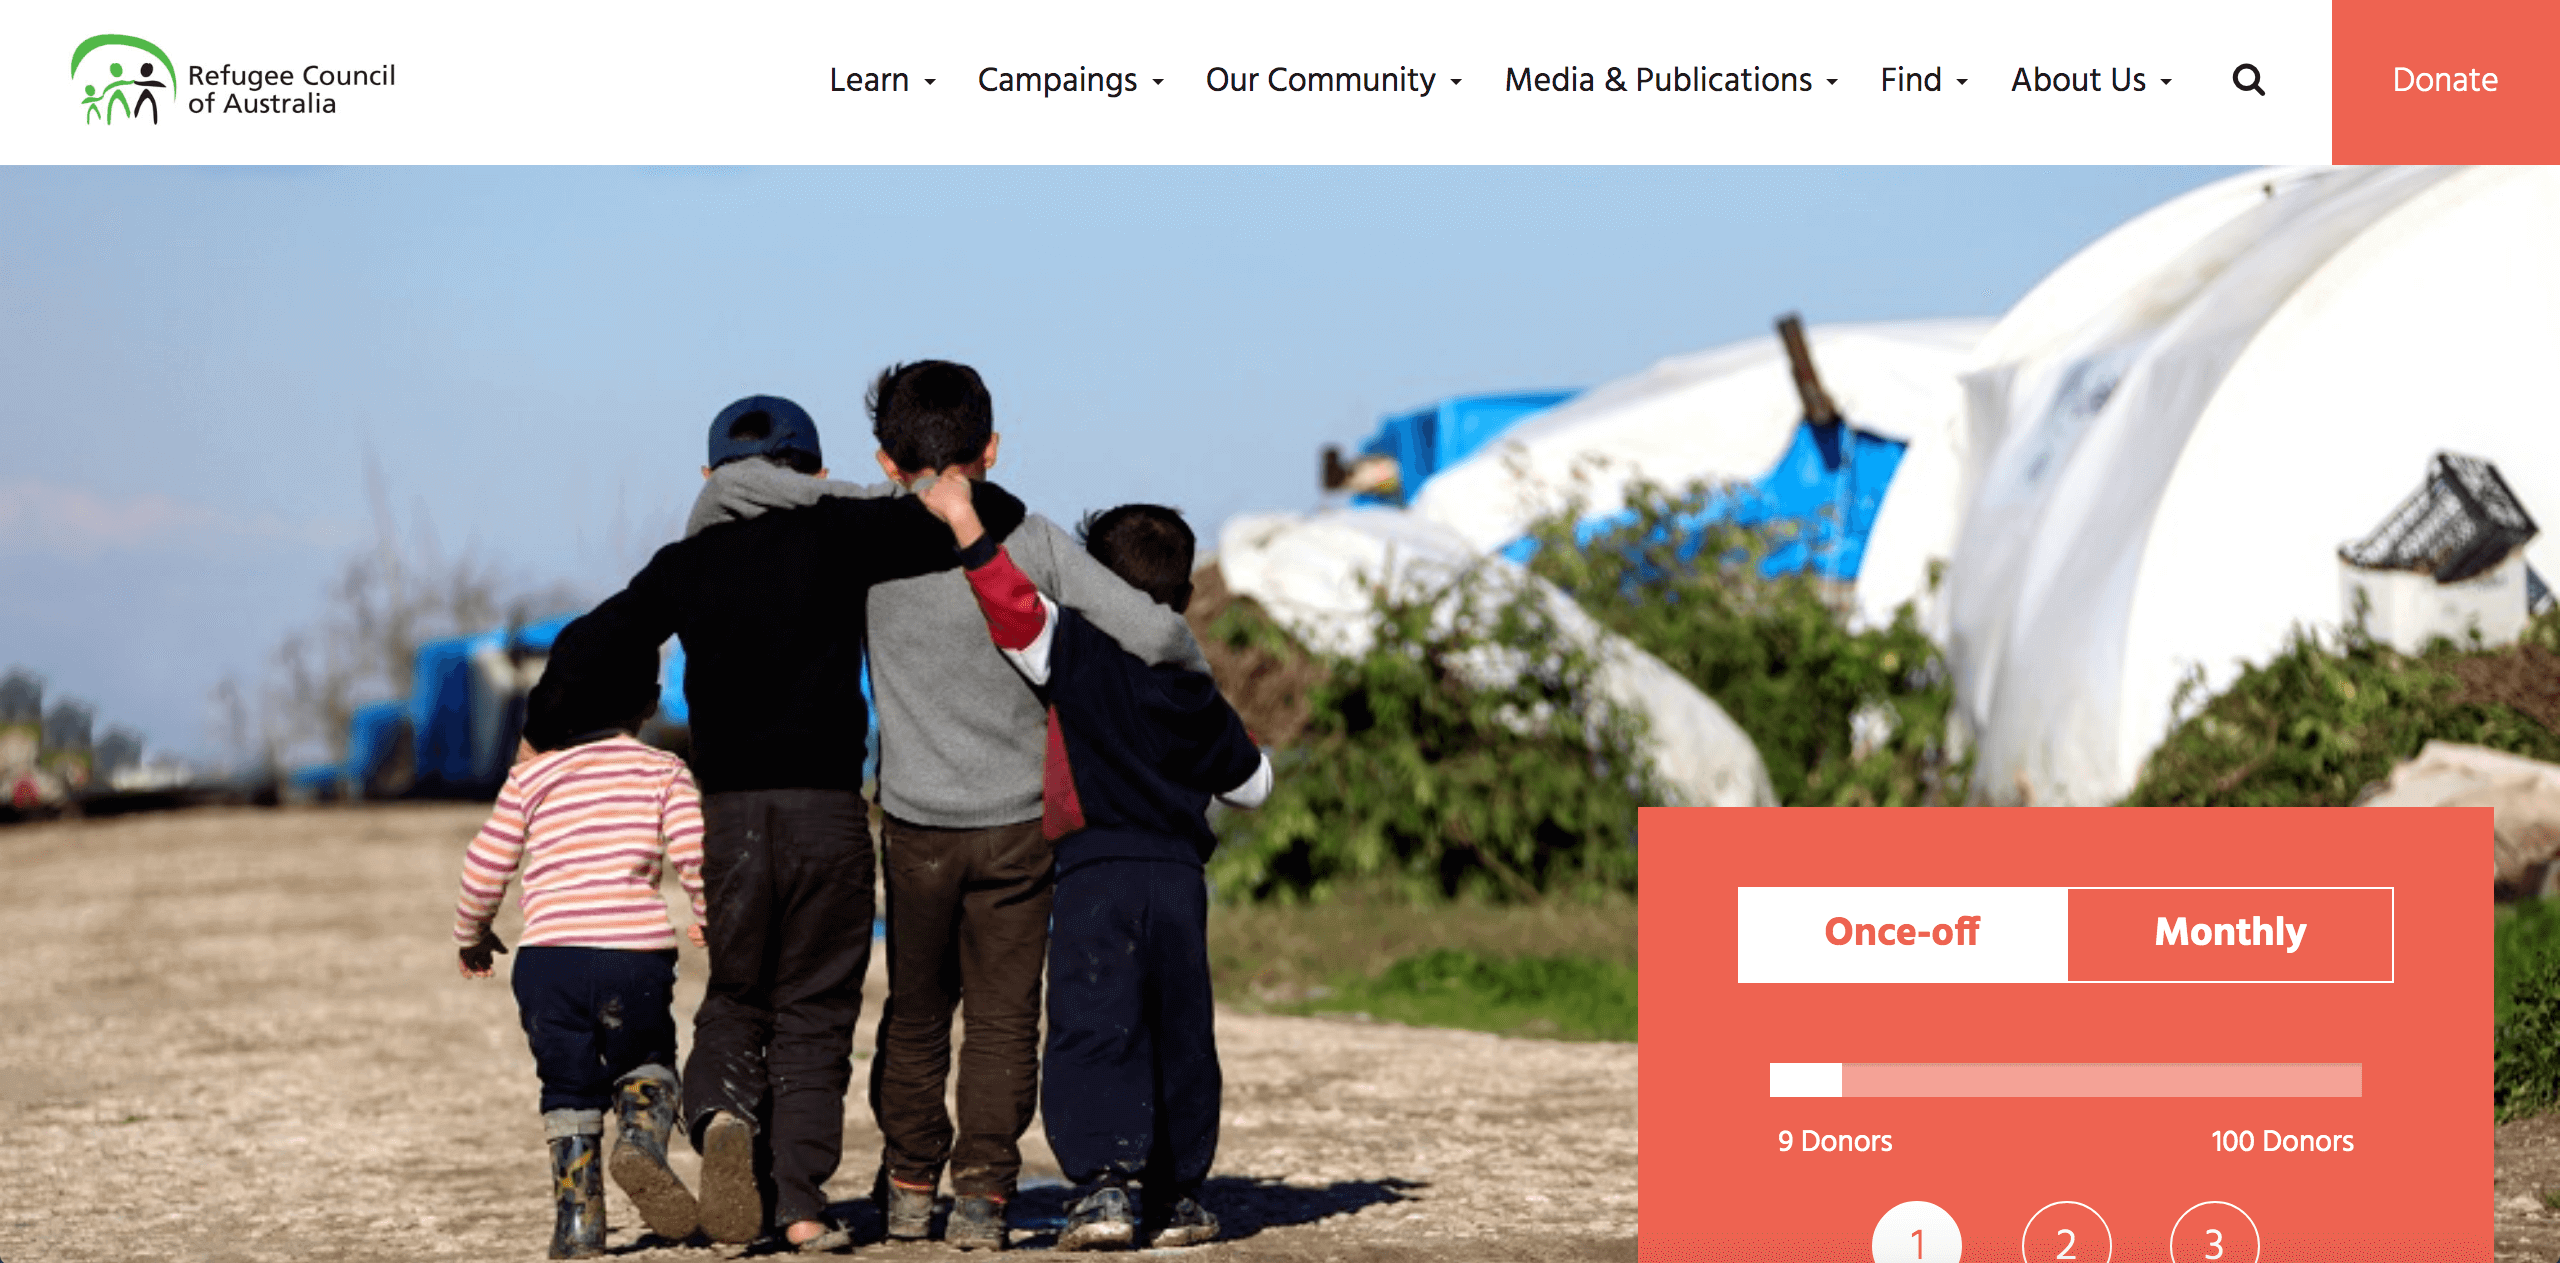 Refugee Council
of Australia
Learn
Campaings
Our Community
Media & Publications
Find
About Us
Donate
Once-off
Monthly
9 Donors
100 Donors
1
2
3